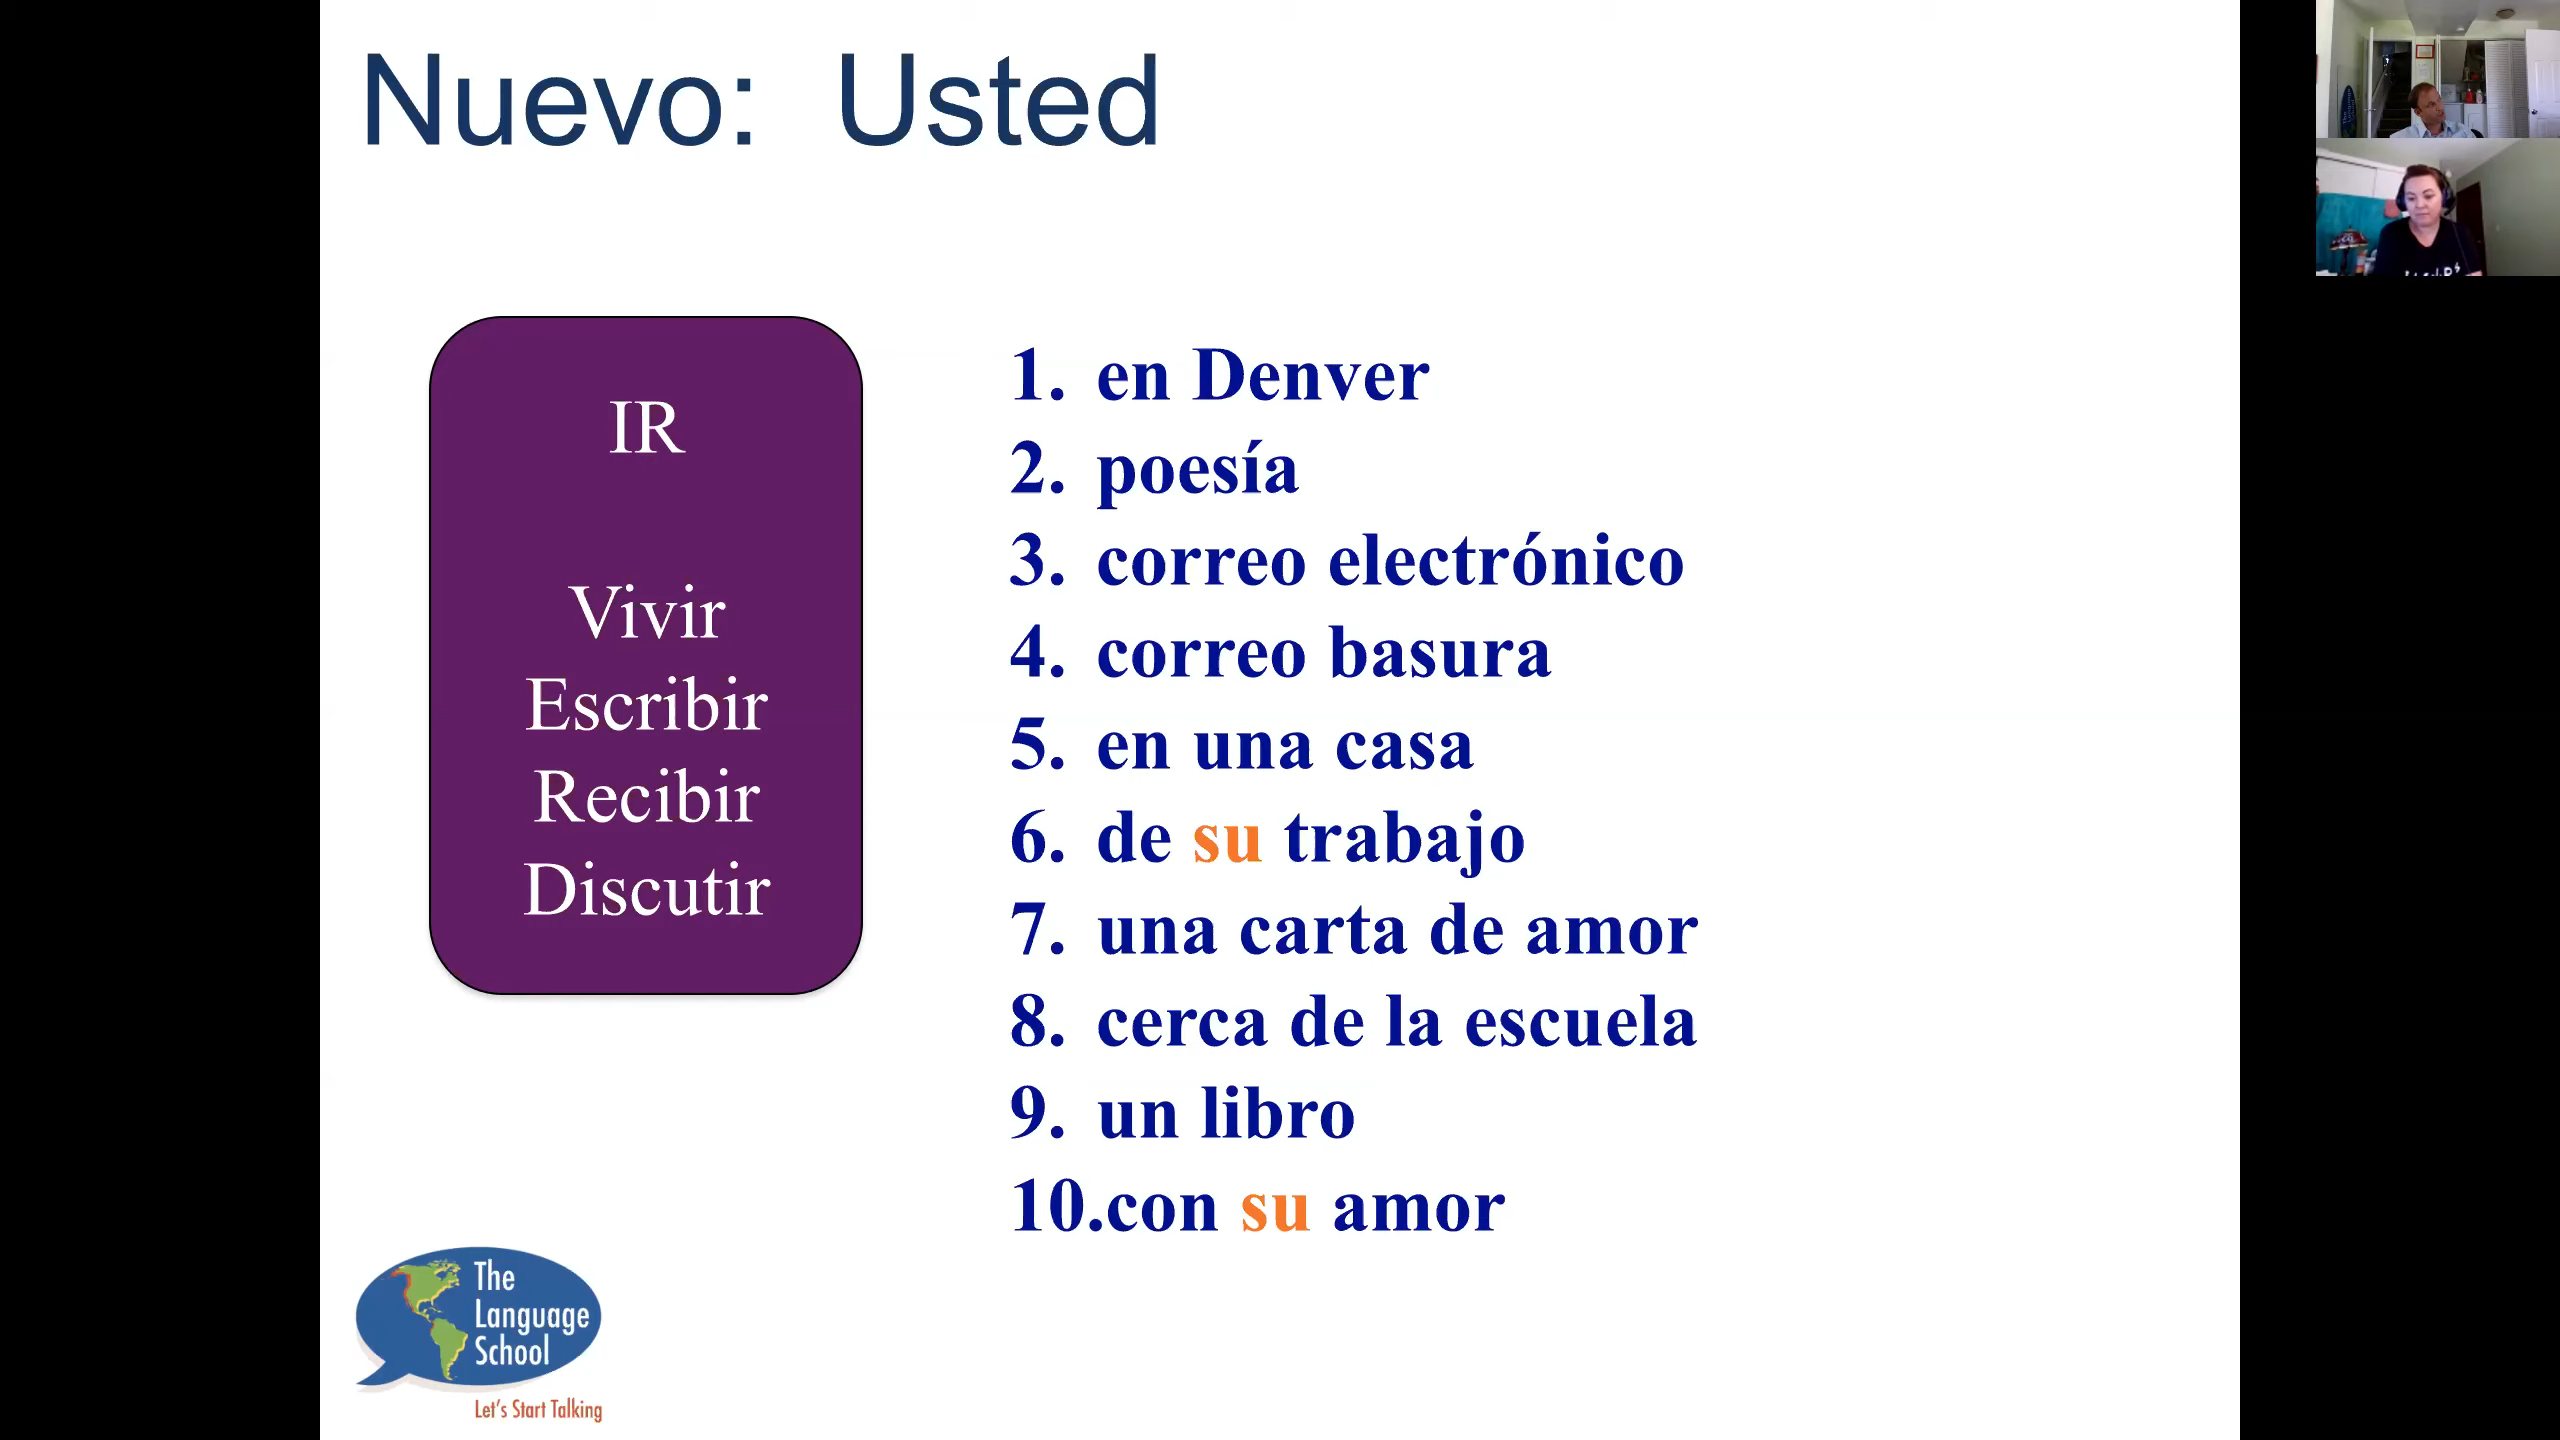 Nuevo: Usted
IR
Vivir
Escribir
Recibir
Discutir
1. en Denver
2. poesía
3. correo electrónico
4. correo basura
5. en una casa
6. de su trabajo
7. una carta de amor
8. cerca de la escuela
9. un libro
10.con su amor
The
Language
School
Let's Start Talking